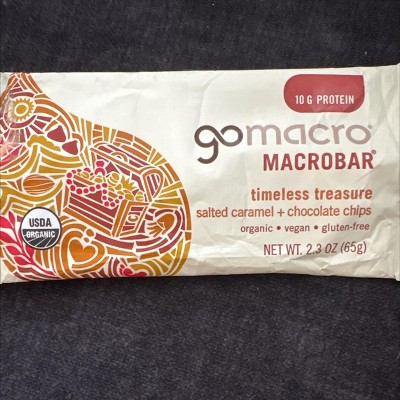 10 G PROTEIN
gomacro®
MACROBAR®
timeless treasure
salted caramel + chocolate chips
organic • vegan • gluten-free
NET WT. 2.3 OZ (65g)
USDA
ORGANIC